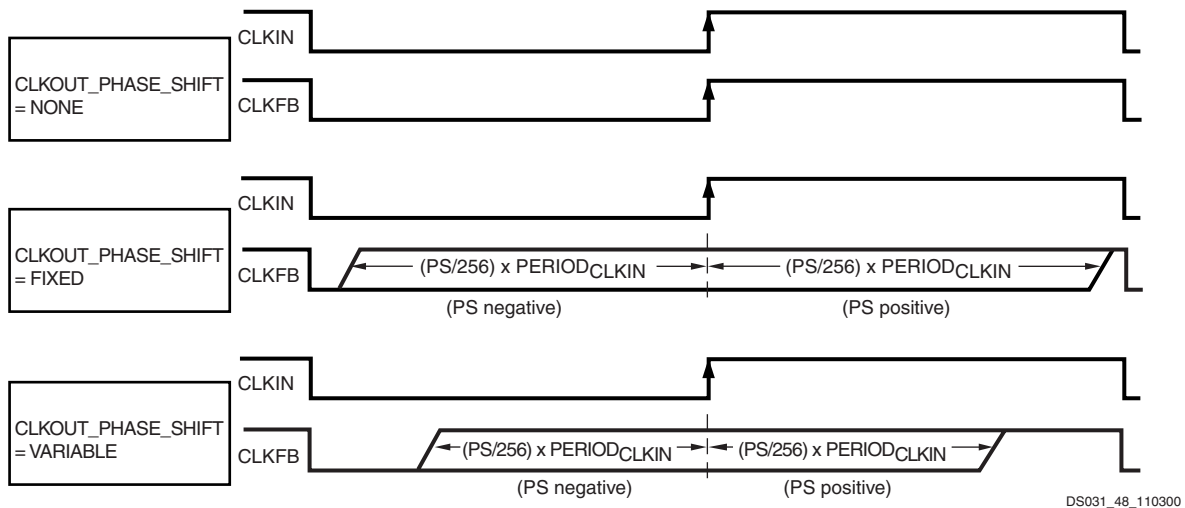 CLKIN
CLKOUT_PHASE_SHIFT
= NONE
CLKFB
CLKIN
CLKOUT_PHASE_SHIFT
= FIXED
CLKFB
(PS/256) x PERIODCLKIN
(PS/256) x PERIODCLKIN
(PS negative)
(PS positive)
CLKIN
CLKOUT_PHASE_SHIFT
= VARIABLE
CLKFB
(PS/256) x PERIODCLKIN
(PS/256) x PERIODCLKIN
(PS negative)
(PS positive)
DS031_48_110300